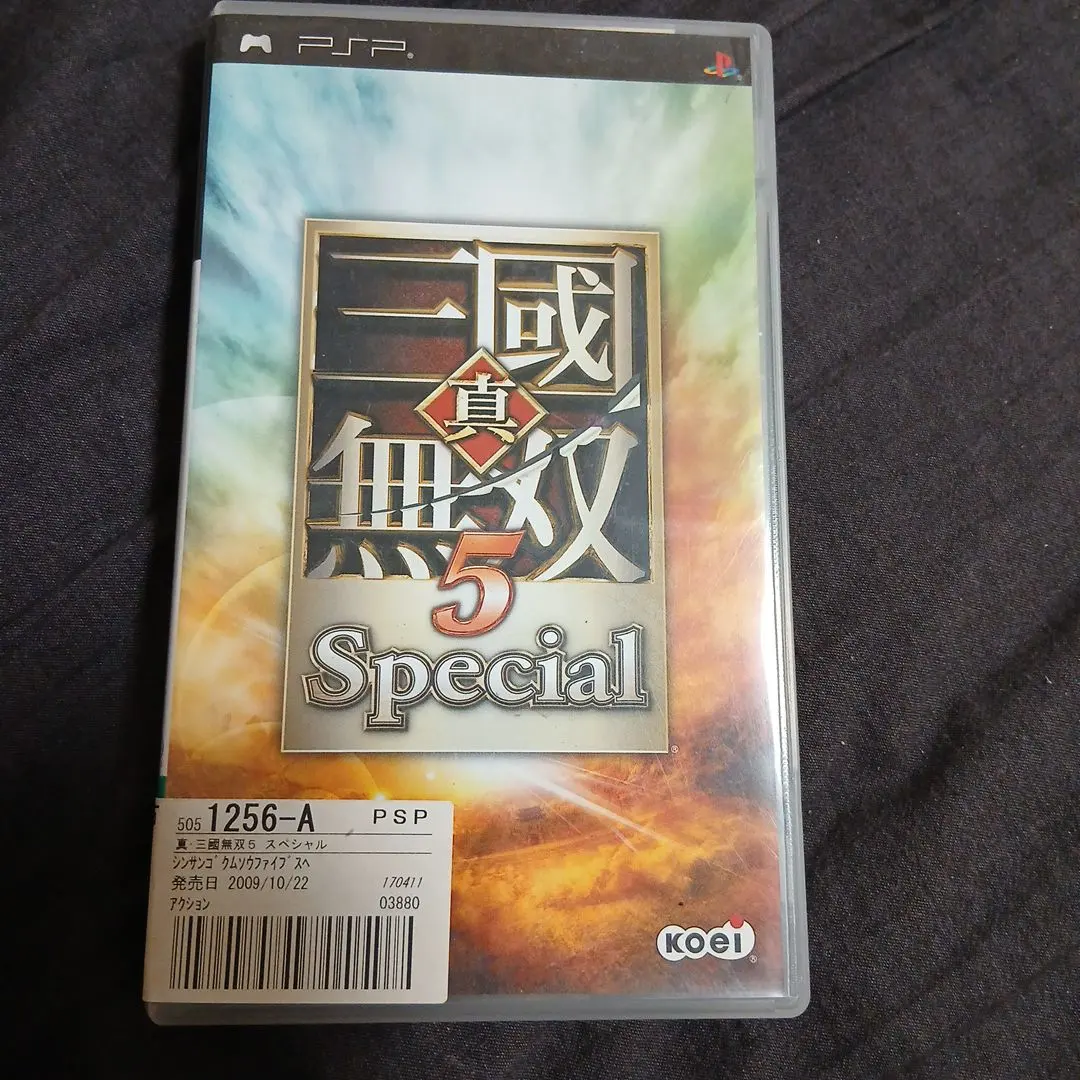 PSP®
三國
真
無双
5
Special
®
505 1256-A PSP
真・三國無双5 スペシャル
シンサンゴクムソウファイブスペ
発売日 2009/10/22 170411
アクション 03880
KOEI®